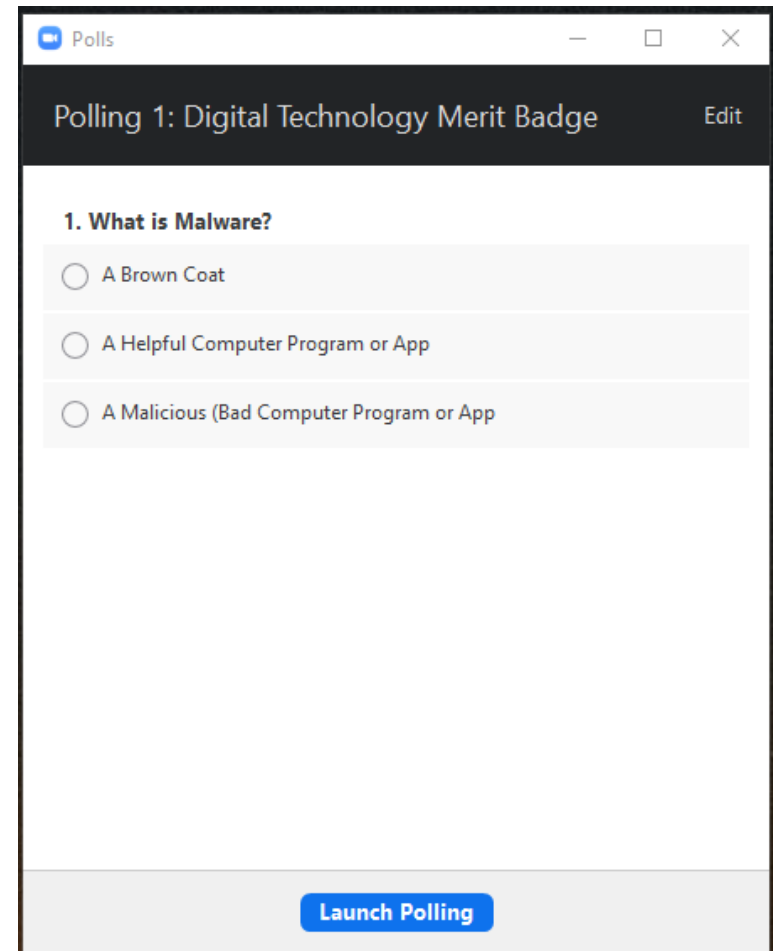 Polls
Polling 1: Digital Technology Merit Badge Edit
1. What is Malware?
A Brown Coat
A Helpful Computer Program or App
A Malicious (Bad Computer Program or App
Launch Polling